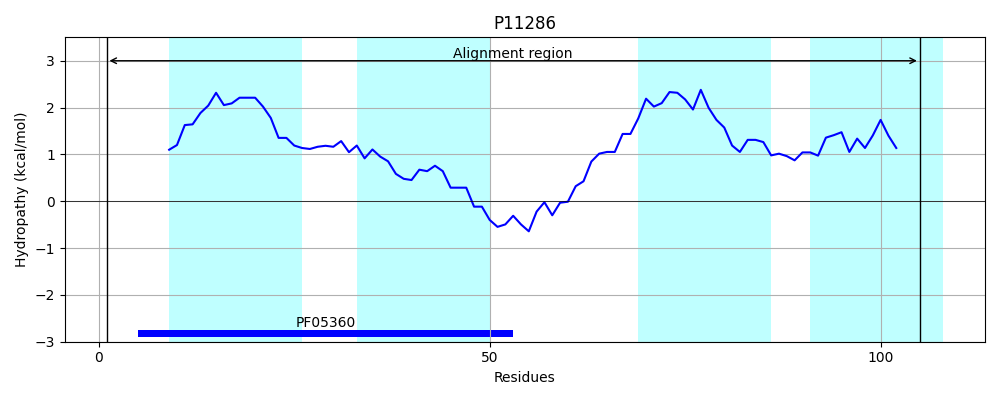 P11286
Alignment region
Hydropathy (kcal/mol)
3
2
1
0
−1
−2
−3
PF05360
0
50
100
Residues